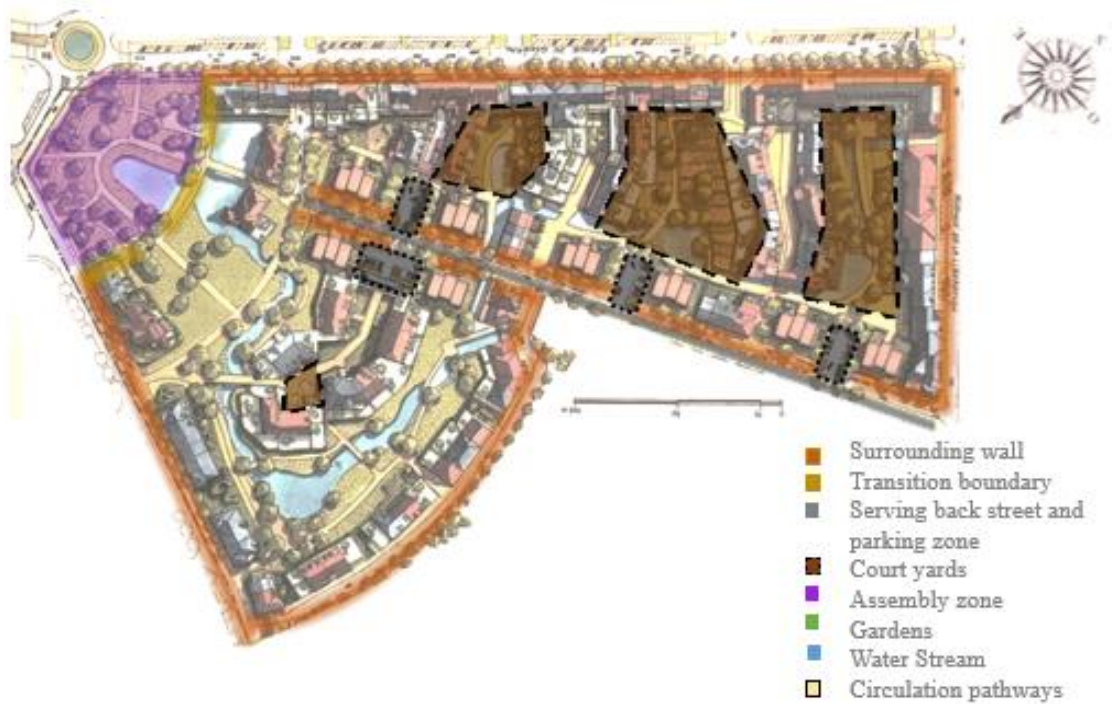 Surrounding wall
Transition boundary
Serving back street and
parking zone
Court yards
Assembly zone
Gardens
Water Stream
Circulation pathways